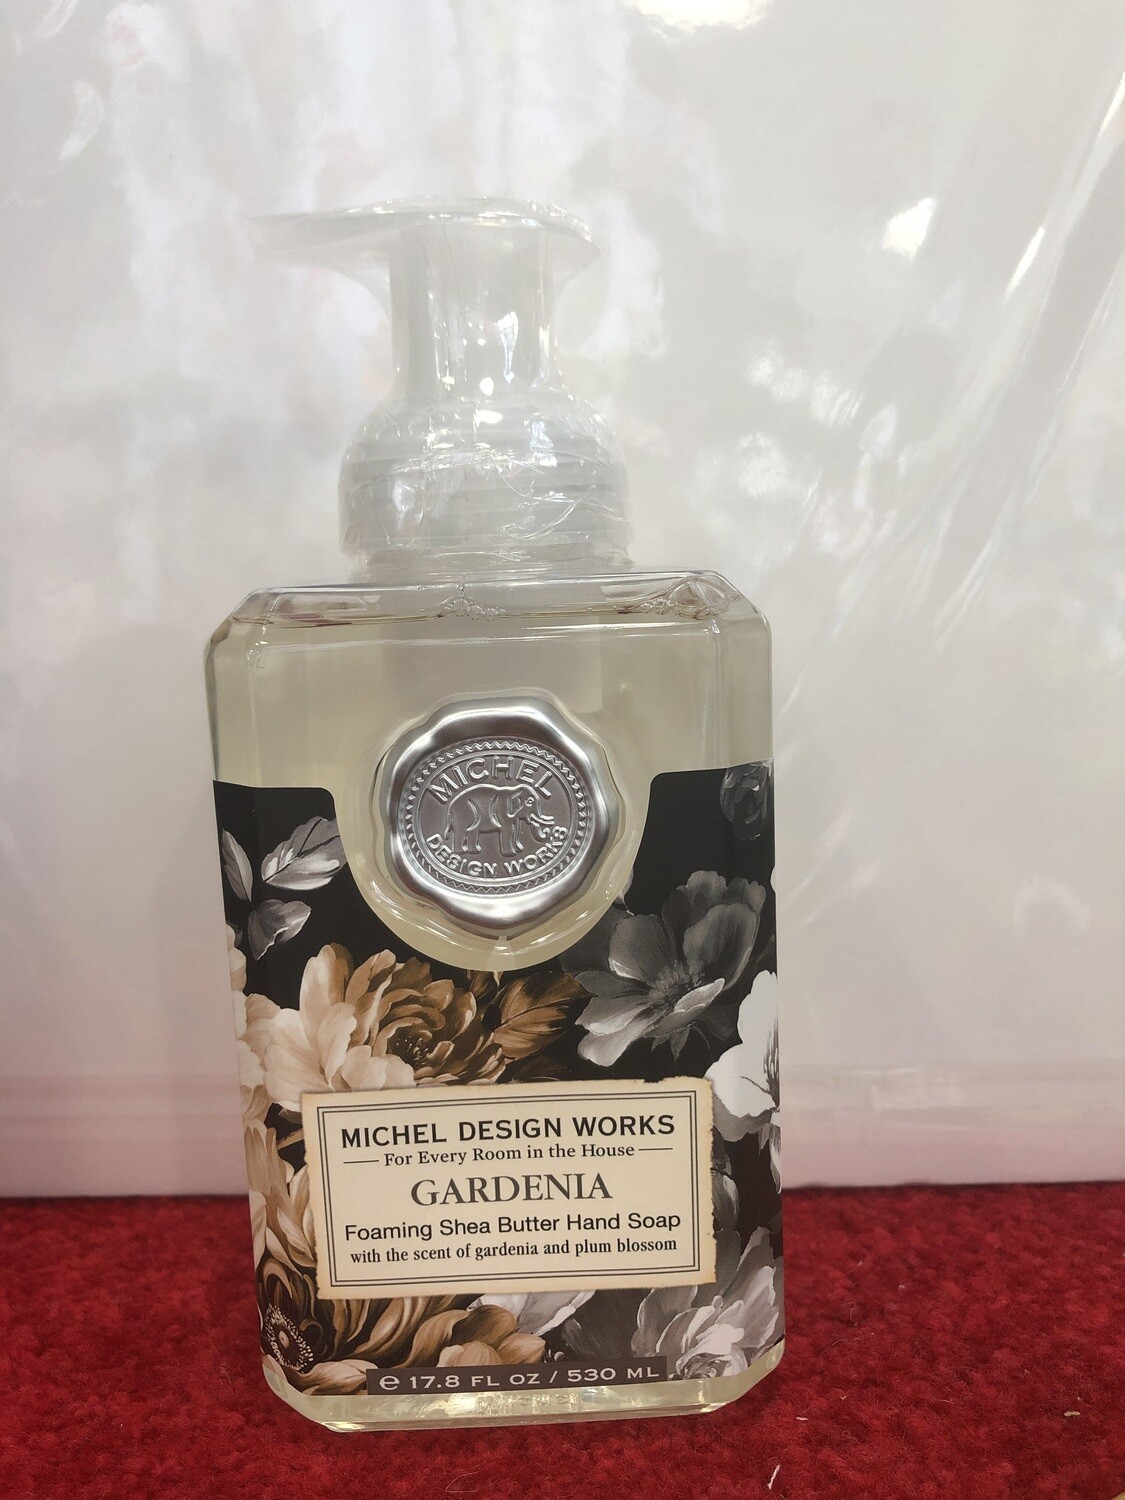 MICHEL
DESIGN WORKS
MICHEL DESIGN WORKS
For Every Room in the House
GARDENIA
Foaming Shea Butter Hand Soap
with the scent of gardenia and plum blossom
℮ 17.8 FL OZ / 530 ML